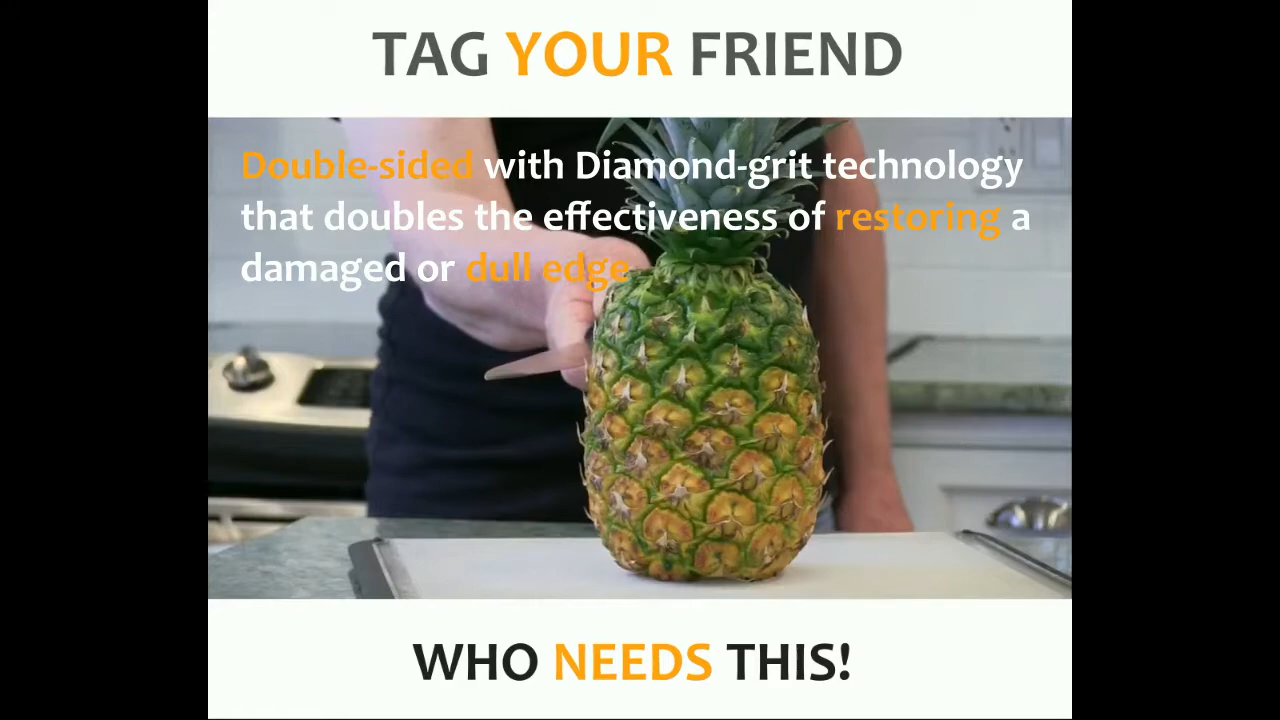 TAG YOUR FRIEND
Double-sided with Diamond-grit technology
that doubles the effectiveness of restoring a
damaged or dull edge
WHO NEEDS THIS!